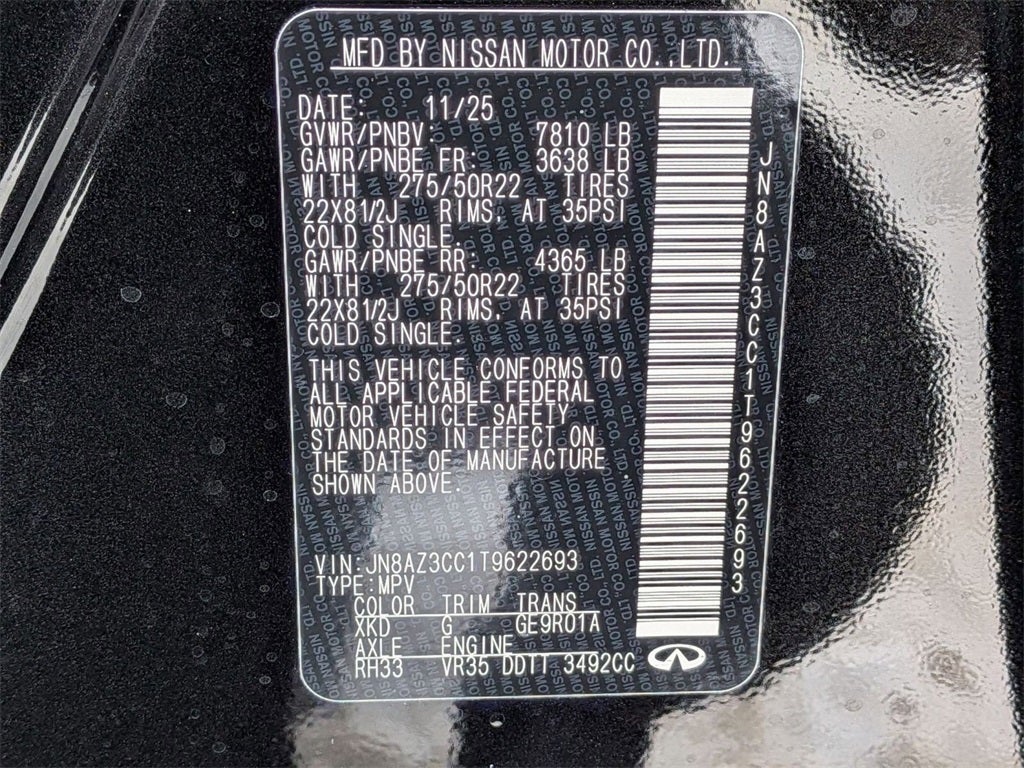 MFD BY NISSAN MOTOR CO.,LTD.
DATE: 11/25
GVWR/PNBV: 7810 LB
GAWR/PNBE FR: 3638 LB
WITH 275/50R22 TIRES
22X81/2J RIMS, AT 35PSI
COLD SINGLE.
GAWR/PNBE RR: 4365 LB
WITH 275/50R22 TIRES
22X81/2J RIMS, AT 35PSI
COLD SINGLE.
THIS VEHICLE CONFORMS TO
ALL APPLICABLE FEDERAL
MOTOR VEHICLE SAFETY
STANDARDS IN EFFECT ON
THE DATE OF MANUFACTURE
SHOWN ABOVE.
VIN:JN8AZ3CC1T9622693
TYPE:MPV
COLOR TRIM TRANS
XKD G GE9R01A
AXLE ENGINE
RH33 VR35 DDTT 3492CC
JN8AZ3CC1T9622693